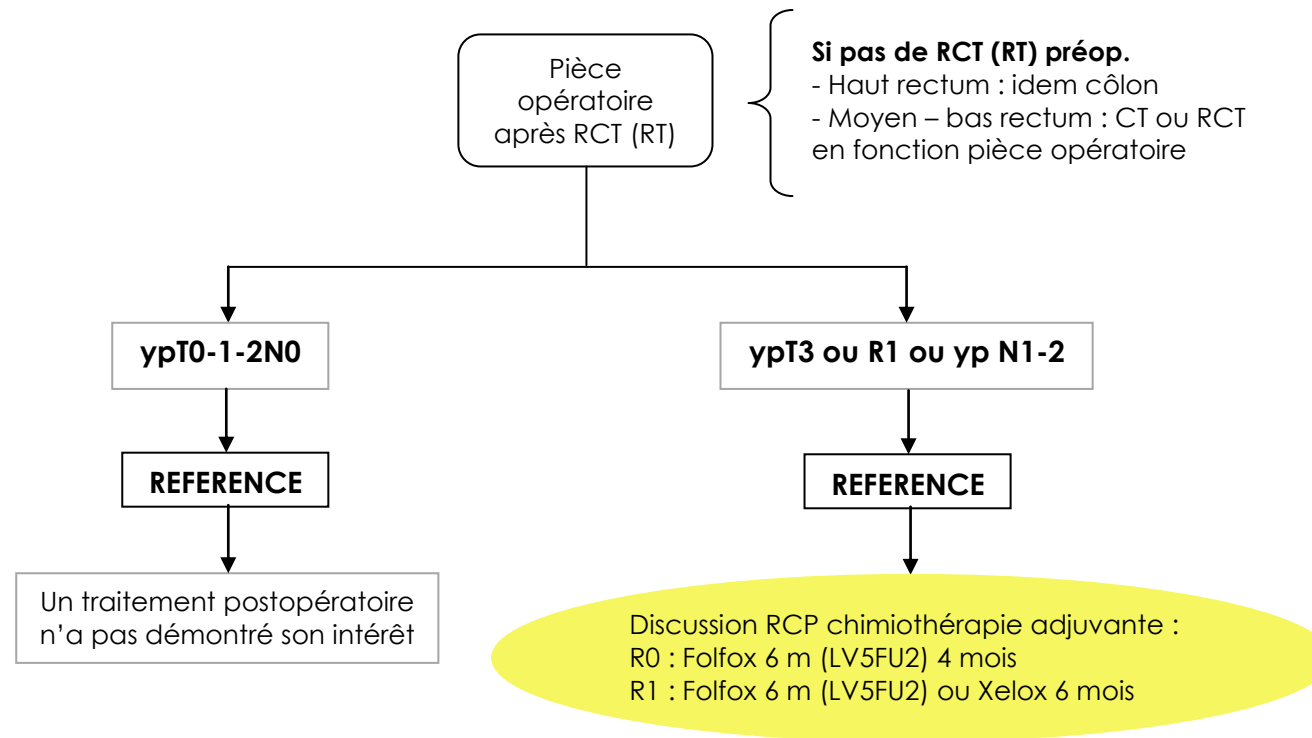 Pièce
opératoire
après RCT (RT)
Si pas de RCT (RT) préop.
- Haut rectum : idem côlon
- Moyen – bas rectum : CT ou RCT
en fonction pièce opératoire
ypT0-1-2N0
ypT3 ou R1 ou yp N1-2
REFERENCE
REFERENCE
Un traitement postopératoire
n’a pas démontré son intérêt
Discussion RCP chimiothérapie adjuvante :
R0 : Folfox 6 m (LV5FU2) 4 mois
R1 : Folfox 6 m (LV5FU2) ou Xelox 6 mois